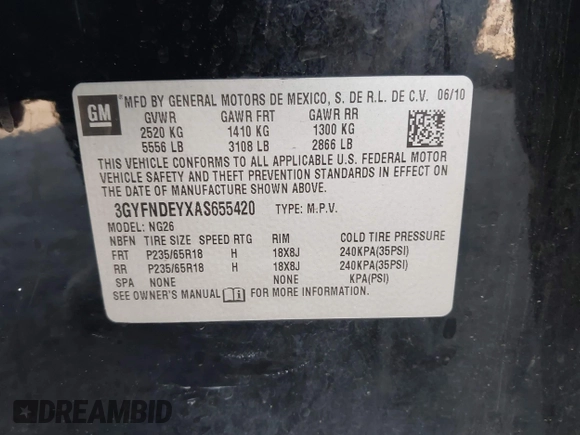 GM
MFD BY GENERAL MOTORS DE MEXICO, S. DE R.L. DE C.V. 06/10
GVWR GAWR FRT GAWR RR
2520 KG 1410 KG 1300 KG
5556 LB 3108 LB 2866 LB
THIS VEHICLE CONFORMS TO ALL APPLICABLE U.S. FEDERAL MOTOR
VEHICLE SAFETY AND THEFT PREVENTION STANDARDS IN EFFECT ON THE
DATE OF MANUFACTURE SHOWN ABOVE.
3GYFNDEYXAS655420 TYPE: M.P.V.
MODEL: NG26
NBFN TIRE SIZE SPEED RTG RIM COLD TIRE PRESSURE
FRT P235/65R18 H 18X8J 240KPA(35PSI)
RR P235/65R18 H 18X8J 240KPA(35PSI)
SPA NONE NONE KPA(PSI)
SEE OWNER'S MANUAL i FOR MORE INFORMATION.
DREAMBID